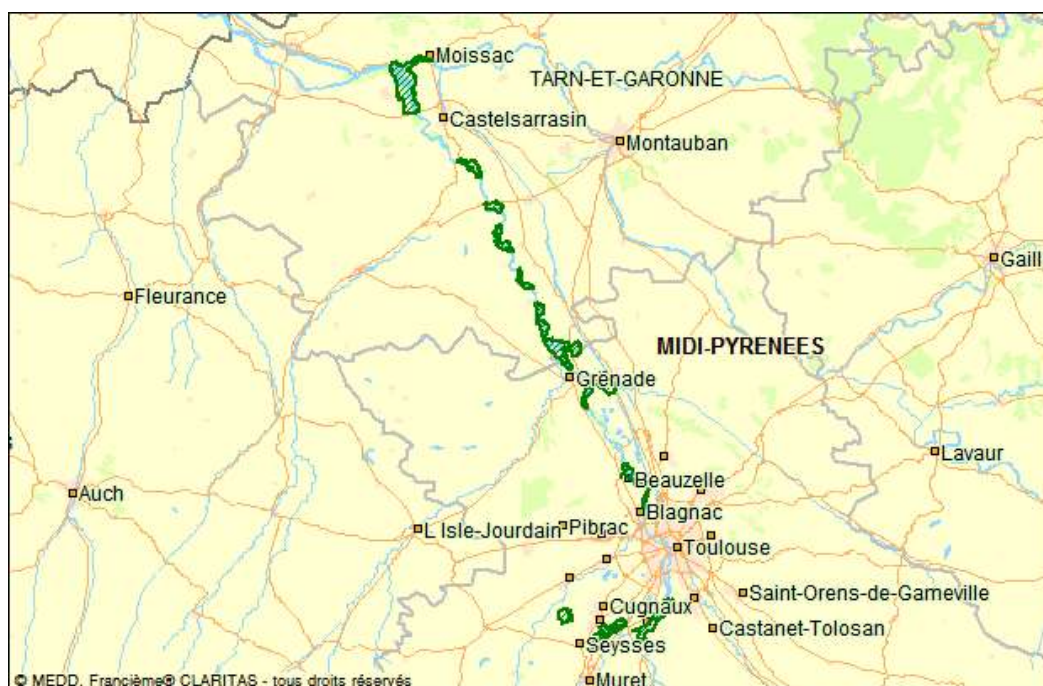 Moissac
TARN-ET-GARONNE
Castelsarrasin
Montauban
Gaill
Fleurance
MIDI-PYRENEES
Grenade
Lavaur
Beauzelle
Auch
Blagnac
L Isle-Jourdain
Pibrac
Toulouse
Saint-Orens-de-Gameville
Cugnaux
Castanet-Tolosan
Seysses
Muret
© MEDD, Francième® CLARITAS - tous droits réservés